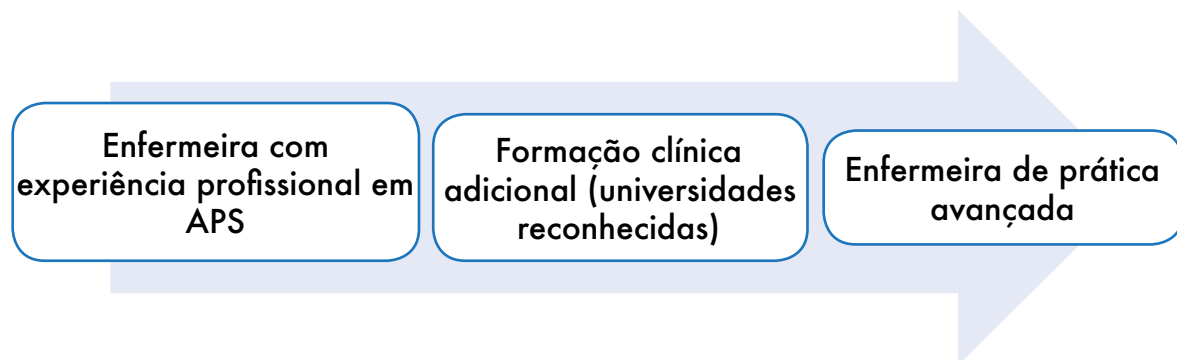 Enfermeira com
experiência profissional em
APS
Formação clínica
adicional (universidades
reconhecidas)
Enfermeira de prática
avançada